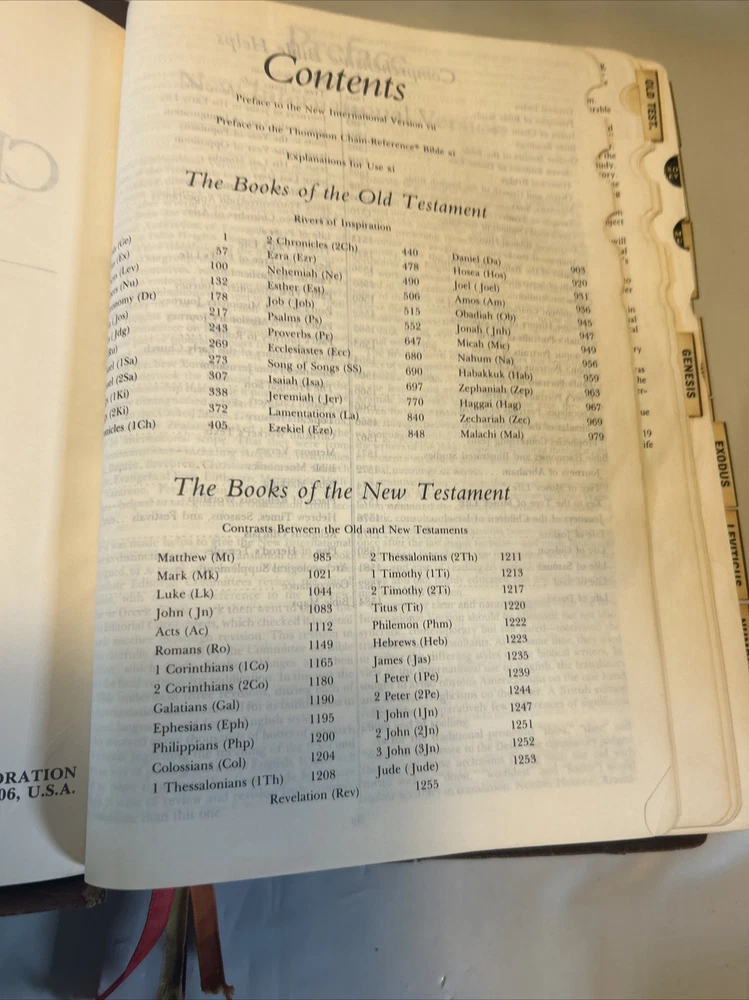 Contents
Preface to the New International Version vii
Preface to the Thompson Chain-Reference® Bible xi
Explanations for Use xi
The Books of the Old Testament
Rivers of Inspiration
(Ge) 1
(Ex) 57
(Lev) 100
(Nu) 132
(Dt) 178
(Jos) 217
(Jdg) 243
269
(1Sa) 273
(2Sa) 307
(1Ki) 338
(2Ki) 372
(1Ch) 405
2 Chronicles (2Ch) 440
Ezra (Ezr) 478
Nehemiah (Ne) 490
Esther (Est) 506
Job (Job) 515
Psalms (Ps) 552
Proverbs (Pr) 647
Ecclesiastes (Ecc) 680
Song of Songs (SS) 690
Isaiah (Isa) 697
Jeremiah (Jer) 770
Lamentations (La) 840
Ezekiel (Eze) 848
Daniel (Da) 903
Hosea (Hos) 920
Joel (Joel) 931
Amos (Am) 936
Obadiah (Ob) 945
Jonah (Jnh) 947
Micah (Mic) 949
Nahum (Na) 956
Habakkuk (Hab) 959
Zephaniah (Zep) 963
Haggai (Hag) 967
Zechariah (Zec) 969
Malachi (Mal) 979
The Books of the New Testament
Contrasts Between the Old and New Testaments
Matthew (Mt) 985
Mark (Mk) 1021
Luke (Lk) 1044
John (Jn) 1083
Acts (Ac) 1112
Romans (Ro) 1149
1 Corinthians (1Co) 1165
2 Corinthians (2Co) 1180
Galatians (Gal) 1190
Ephesians (Eph) 1195
Philippians (Php) 1200
Colossians (Col) 1204
1 Thessalonians (1Th) 1208
2 Thessalonians (2Th) 1211
1 Timothy (1Ti) 1213
2 Timothy (2Ti) 1217
Titus (Tit) 1220
Philemon (Phm) 1222
Hebrews (Heb) 1223
James (Jas) 1235
1 Peter (1Pe) 1239
2 Peter (2Pe) 1244
1 John (1Jn) 1247
2 John (2Jn) 1251
3 John (3Jn) 1252
Jude (Jude) 1253
Revelation (Rev) 1255
ORATION
06, U.S.A.
OLD TEST.
GENESIS
EXODUS
LEVITICUS